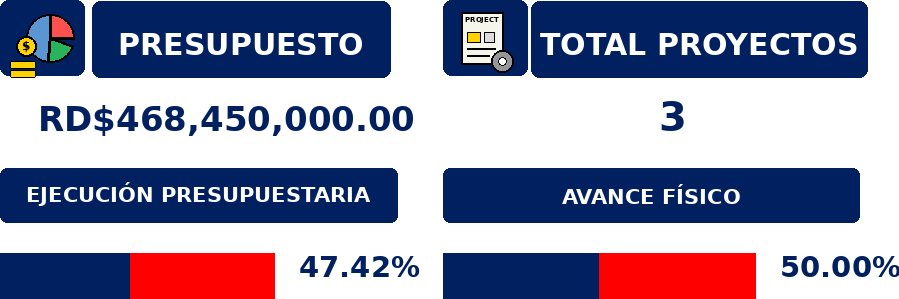 PRESUPUESTO
PROJECT
TOTAL PROYECTOS
$
RD$468,450,000.00
3
EJECUCIÓN PRESUPUESTARIA
AVANCE FÍSICO
47.42%
50.00%